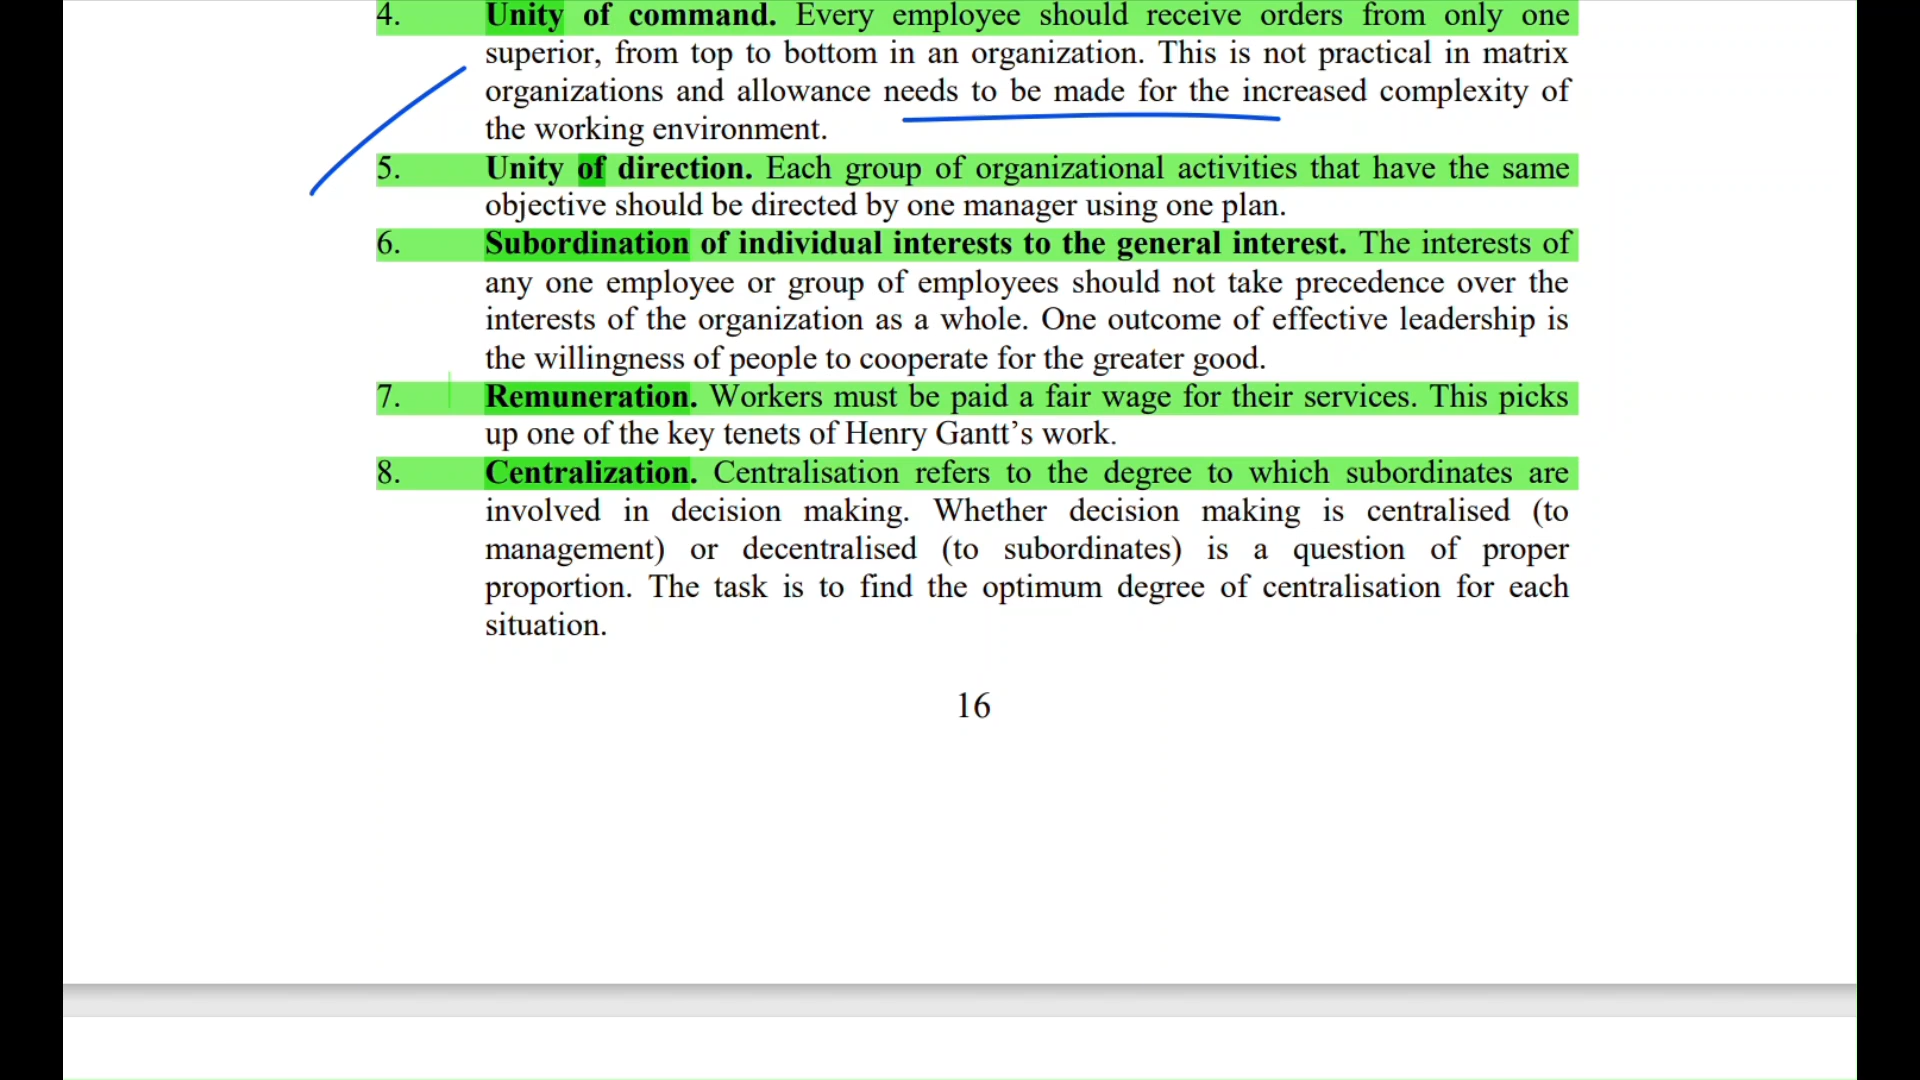 4. Unity of command. Every employee should receive orders from only one
superior, from top to bottom in an organization. This is not practical in matrix
organizations and allowance needs to be made for the increased complexity of
the working environment.
5. Unity of direction. Each group of organizational activities that have the same
objective should be directed by one manager using one plan.
6. Subordination of individual interests to the general interest. The interests of
any one employee or group of employees should not take precedence over the
interests of the organization as a whole. One outcome of effective leadership is
the willingness of people to cooperate for the greater good.
7. Remuneration. Workers must be paid a fair wage for their services. This picks
up one of the key tenets of Henry Gantt’s work.
8. Centralization. Centralisation refers to the degree to which subordinates are
involved in decision making. Whether decision making is centralised (to
management) or decentralised (to subordinates) is a question of proper
proportion. The task is to find the optimum degree of centralisation for each
situation.
16